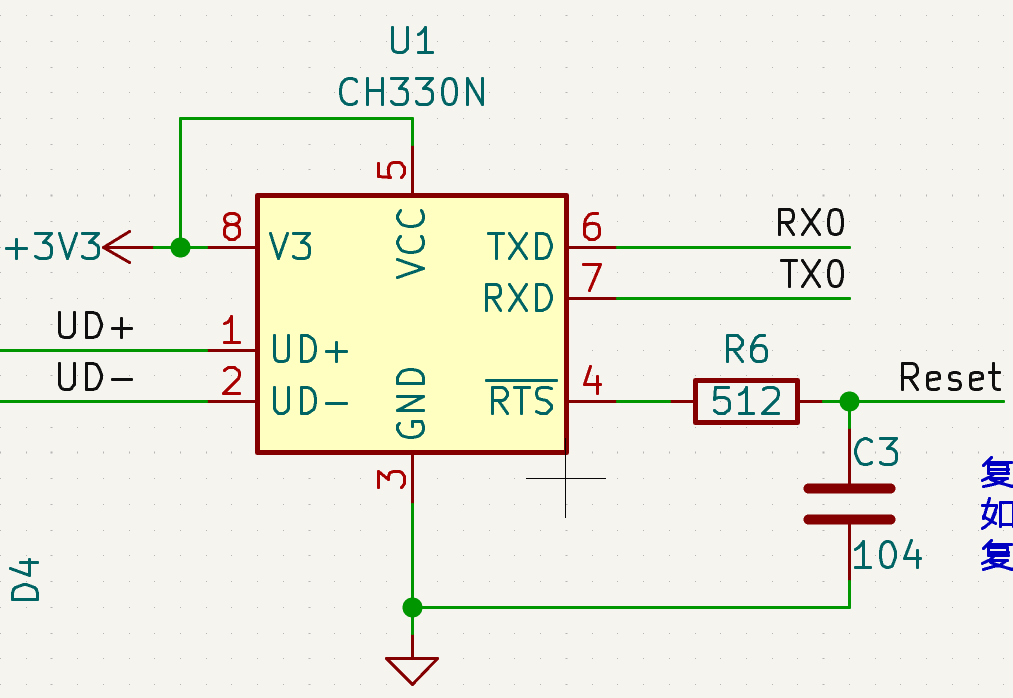 U1
CH330N
5
+3V3
8
V3
VCC
TXD
6
RX0
RXD
7
TX0
UD+
1
UD+
UD-
2
UD-
GND
RTS
4
R6
512
Reset
3
C3
104
D4
复
如
复